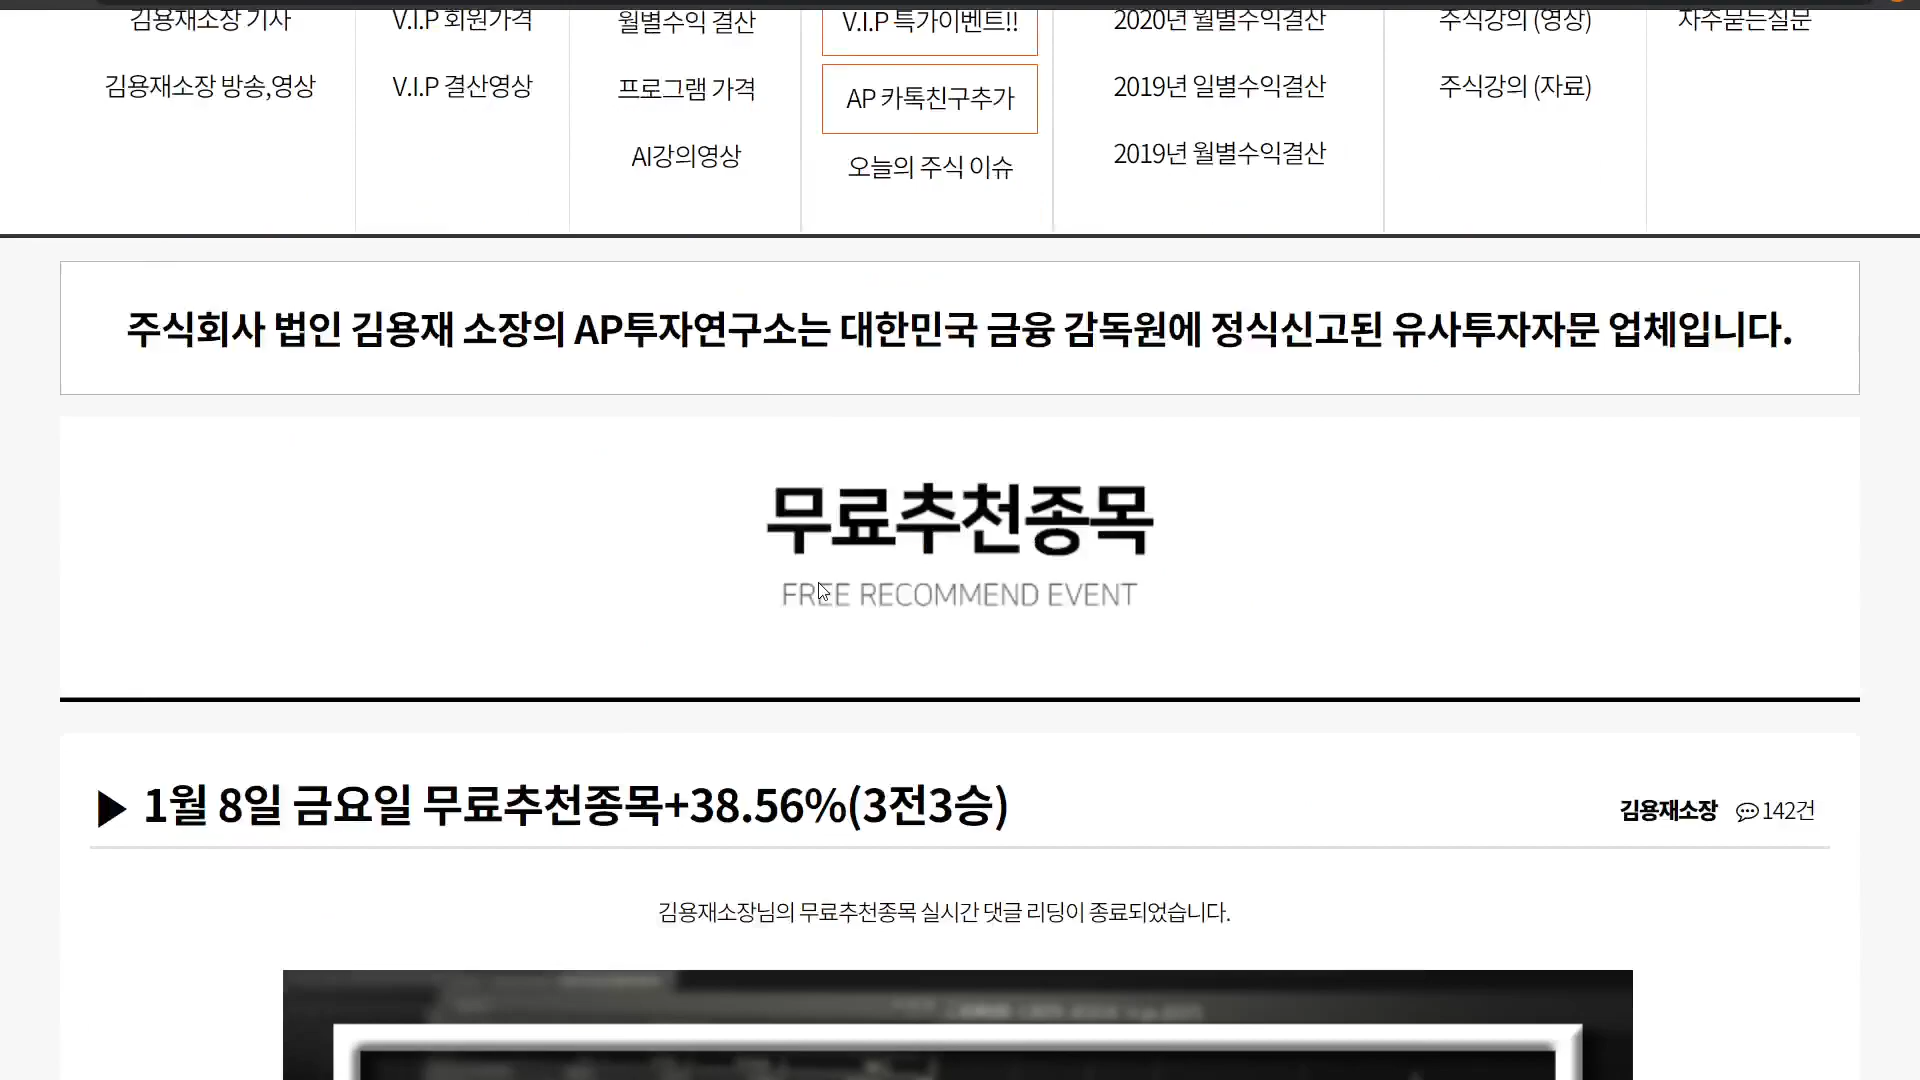 김용재소장 기사
V.I.P 회원가격
월별수익 결산
V.I.P 특가이벤트!!
2020년 월별수익결산
주식강의 (영상)
자주묻는질문
김용재소장 방송,영상
V.I.P 결산영상
프로그램 가격
AP 카톡친구추가
2019년 일별수익결산
주식강의 (자료)
AI강의영상
오늘의 주식 이슈
2019년 월별수익결산
주식회사 법인 김용재 소장의 AP투자연구소는 대한민국 금융 감독원에 정식신고된 유사투자자문 업체입니다.
무료추천종목
FREE RECOMMEND EVENT
▶ 1월 8일 금요일 무료추천종목+38.56%(3전3승)
김용재소장 142건
김용재소장님의 무료추천종목 실시간 댓글 리딩이 종료되었습니다.